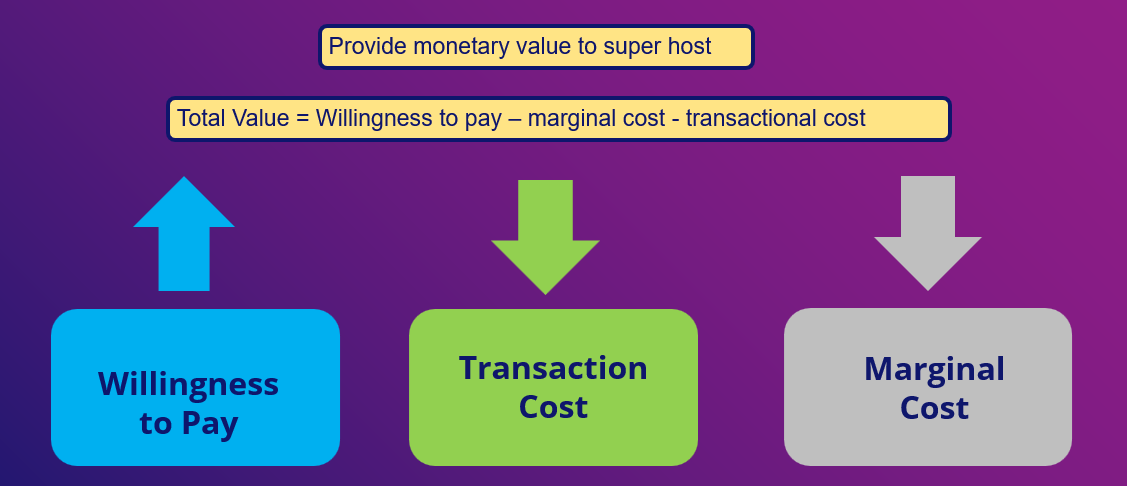 Provide monetary value to super host
Total Value = Willingness to pay – marginal cost - transactional cost
Willingness
to Pay
Transaction
Cost
Marginal
Cost